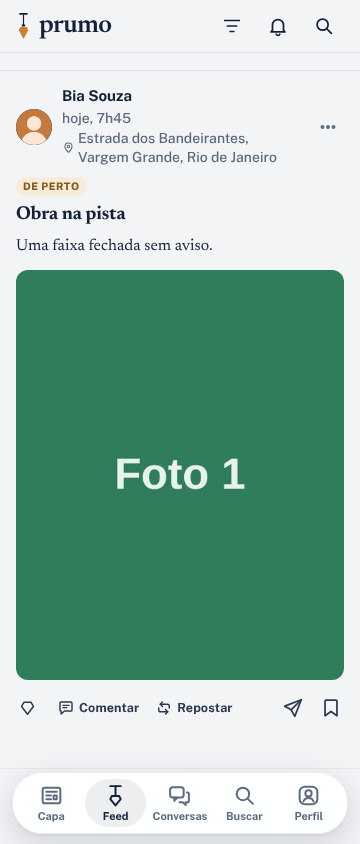 prumo
Bia Souza
hoje, 7h45
Estrada dos Bandeirantes,
Vargem Grande, Rio de Janeiro
DE PERTO
Obra na pista
Uma faixa fechada sem aviso.
Foto 1
Comentar
Repostar
Capa
Feed
Conversas
Buscar
Perfil